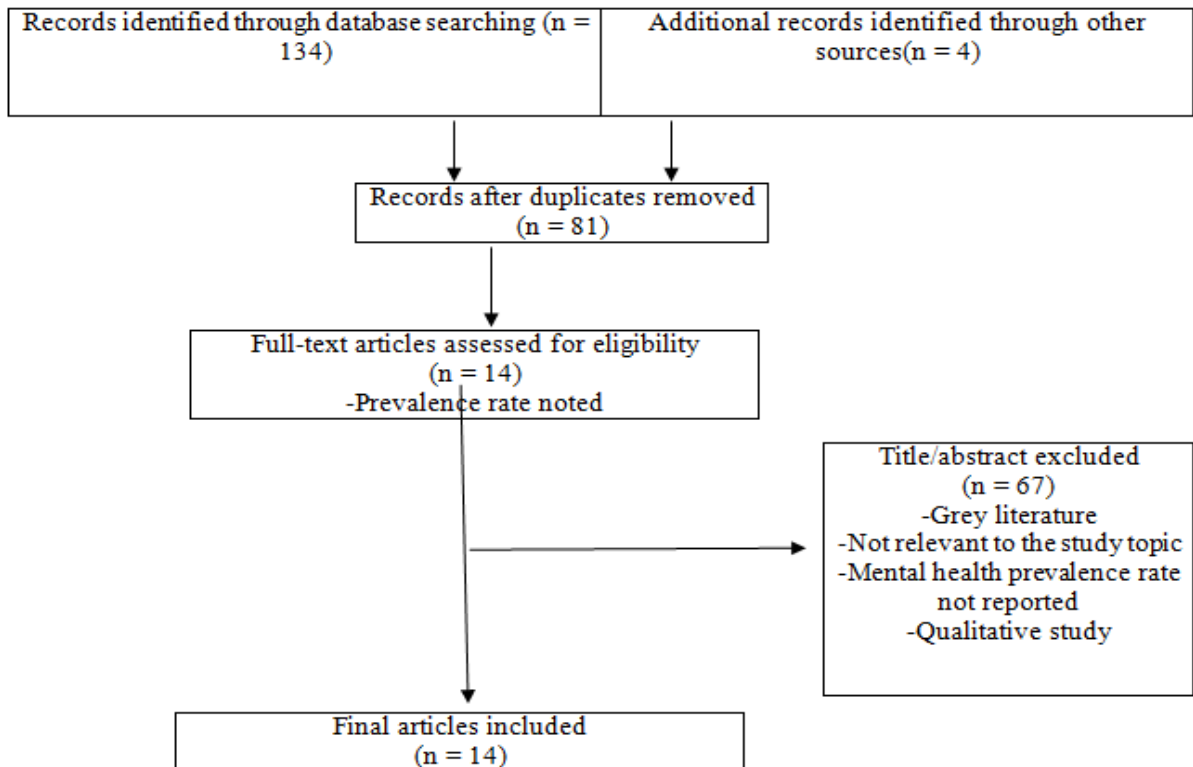 Records identified through database searching (n =
134)
Additional records identified through other
sources(n = 4)
Records after duplicates removed
(n = 81)
Full-text articles assessed for eligibility
(n = 14)
-Prevalence rate noted
Title/abstract excluded
(n = 67)
-Grey literature
-Not relevant to the study topic
-Mental health prevalence rate
not reported
-Qualitative study
Final articles included
(n = 14)